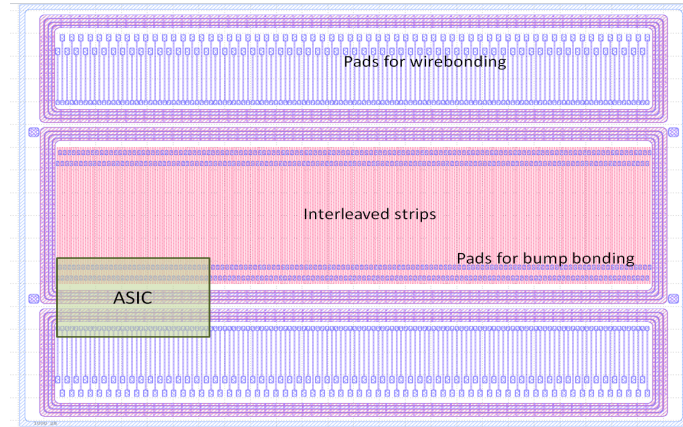 Pads for wirebonding
Interleaved strips
Pads for bump bonding
ASIC